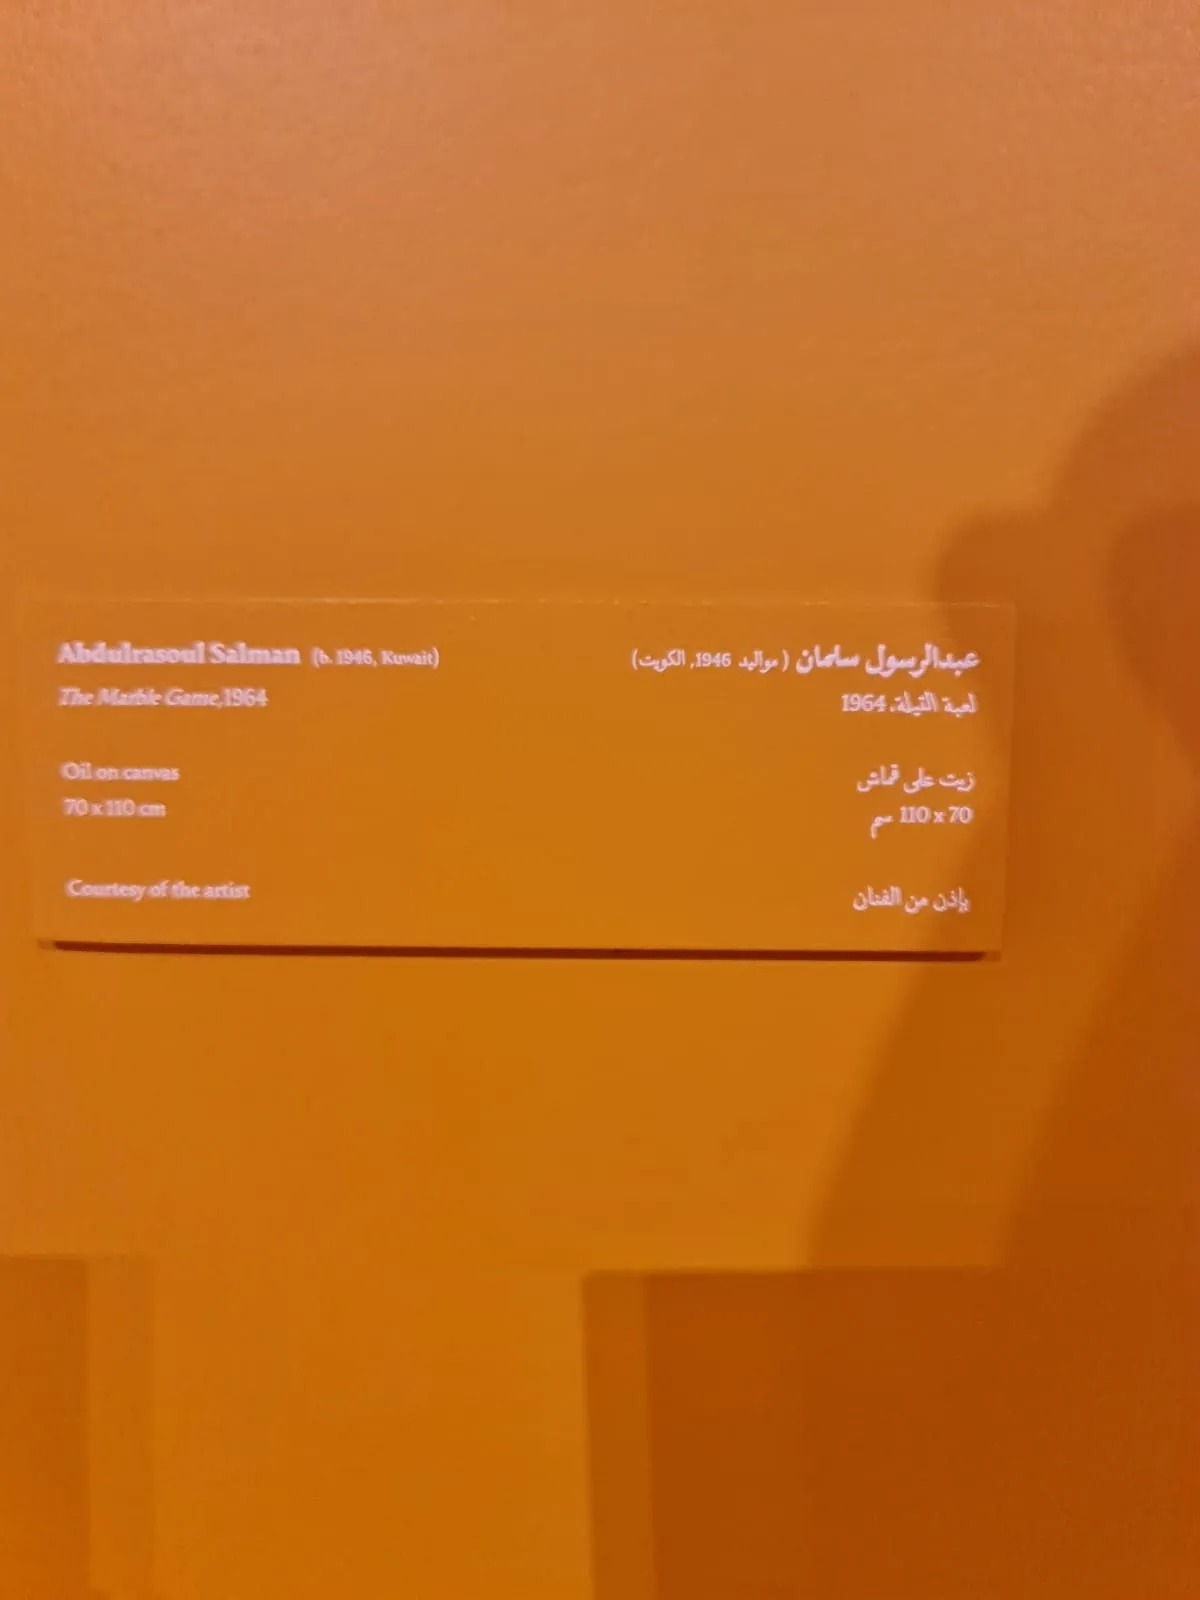 Abdulrasoul Salman (b. 1946, Kuwait)
The Marble Game,1964
Oil on canvas
70 x 110 cm
Courtesy of the artist
عبدالرسول سلمان ( مواليد 1946، الكويت)
لعبة التيلة، 1964
زيت على قماش
70 x 110 سم
بإذن من الفنان